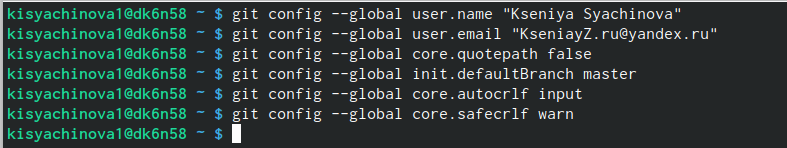 kisyachinova1@dk6n58 ~ $ git config --global user.name "Kseniya Syachinova"
kisyachinova1@dk6n58 ~ $ git config --global user.email "KseniayZ.ru@yandex.ru"
kisyachinova1@dk6n58 ~ $ git config --global core.quotepath false
kisyachinova1@dk6n58 ~ $ git config --global init.defaultBranch master
kisyachinova1@dk6n58 ~ $ git config --global core.autocrlf input
kisyachinova1@dk6n58 ~ $ git config --global core.safecrlf warn
kisyachinova1@dk6n58 ~ $